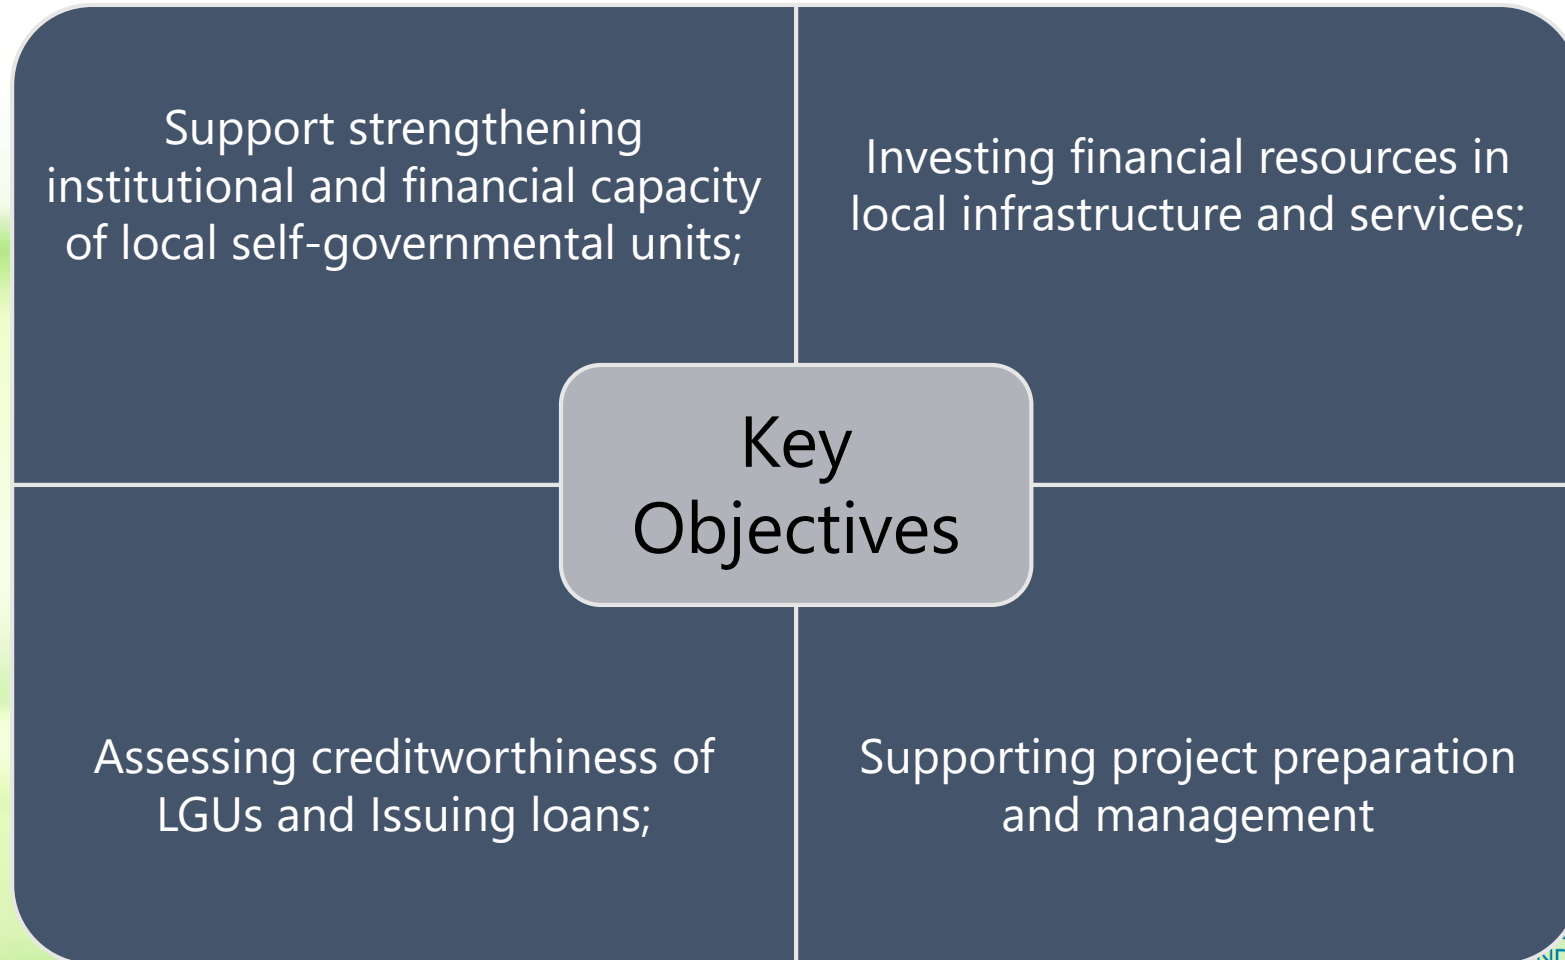 Support strengthening
institutional and financial capacity
of local self-governmental units;
Investing financial resources in
local infrastructure and services;
Key
Objectives
Assessing creditworthiness of
LGUs and Issuing loans;
Supporting project preparation
and management